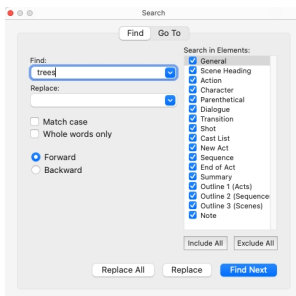 Search
Find Go To
Find:
trees
Replace:
Match case
Whole words only
Forward
Backward
Search in Elements:
General
Scene Heading
Action
Character
Parenthetical
Dialogue
Transition
Shot
Cast List
New Act
Sequence
End of Act
Summary
Outline 1 (Acts)
Outline 2 (Sequences
Outline 3 (Scenes)
Note
Include All Exclude All
Replace All Replace Find Next